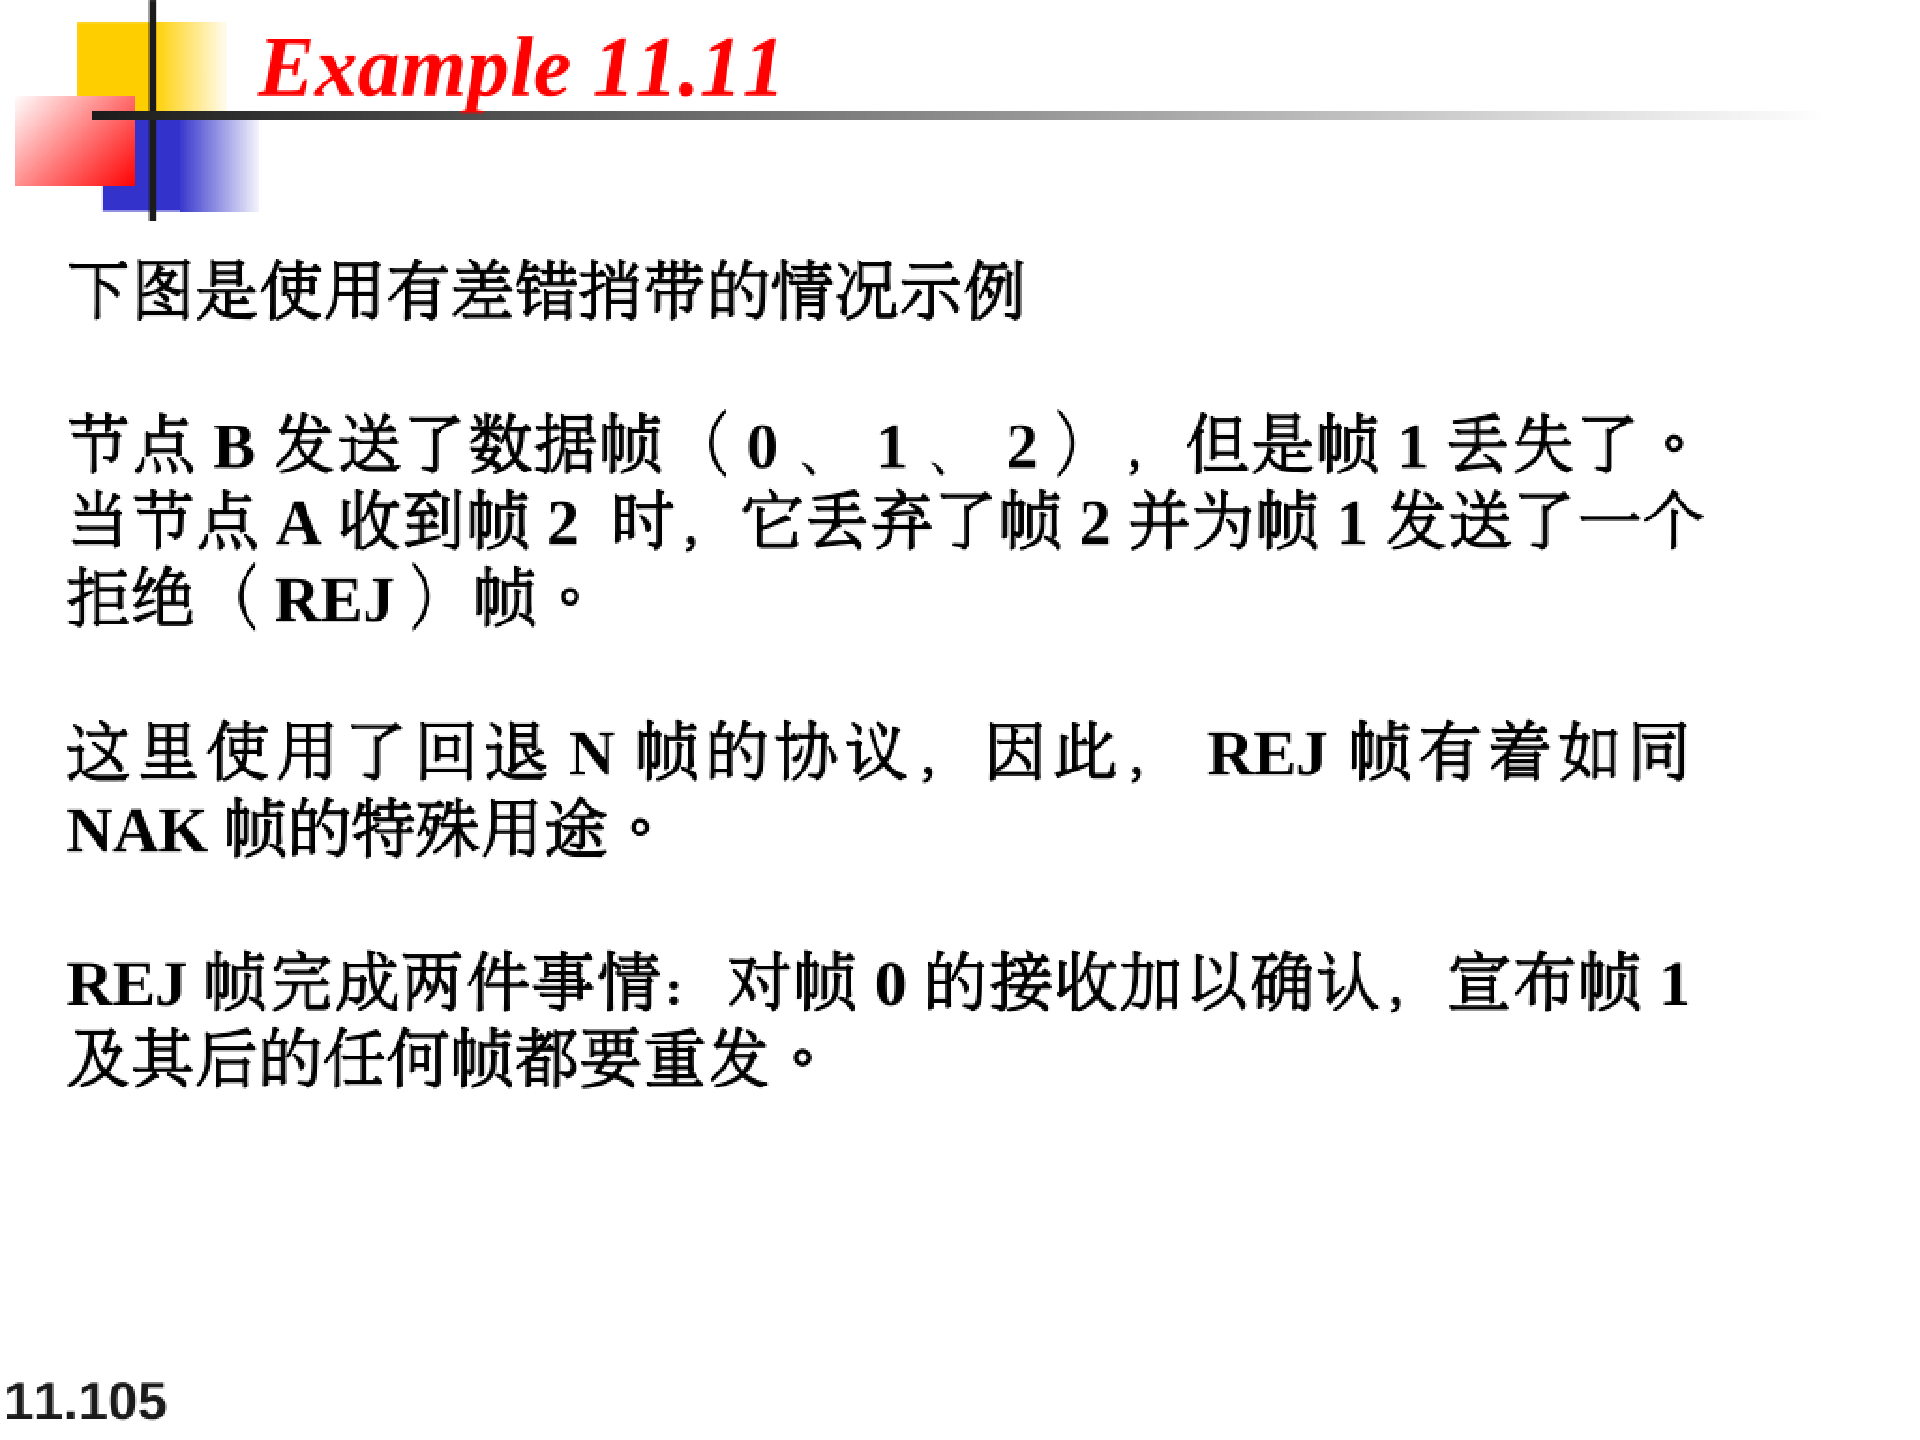 Example 11.11
下图是使用有差错捎带的情况示例
节点 B 发送了数据帧（ 0 、 1 、 2 ），但是帧 1 丢失了。
当节点 A 收到帧 2 时，它丢弃了帧 2 并为帧 1 发送了一个
拒绝（ REJ ）帧。
这里使用了回退 N 帧的协议，因此， REJ 帧有着如同
NAK 帧的特殊用途。
REJ 帧完成两件事情：对帧 0 的接收加以确认，宣布帧 1
及其后的任何帧都要重发。
11.105